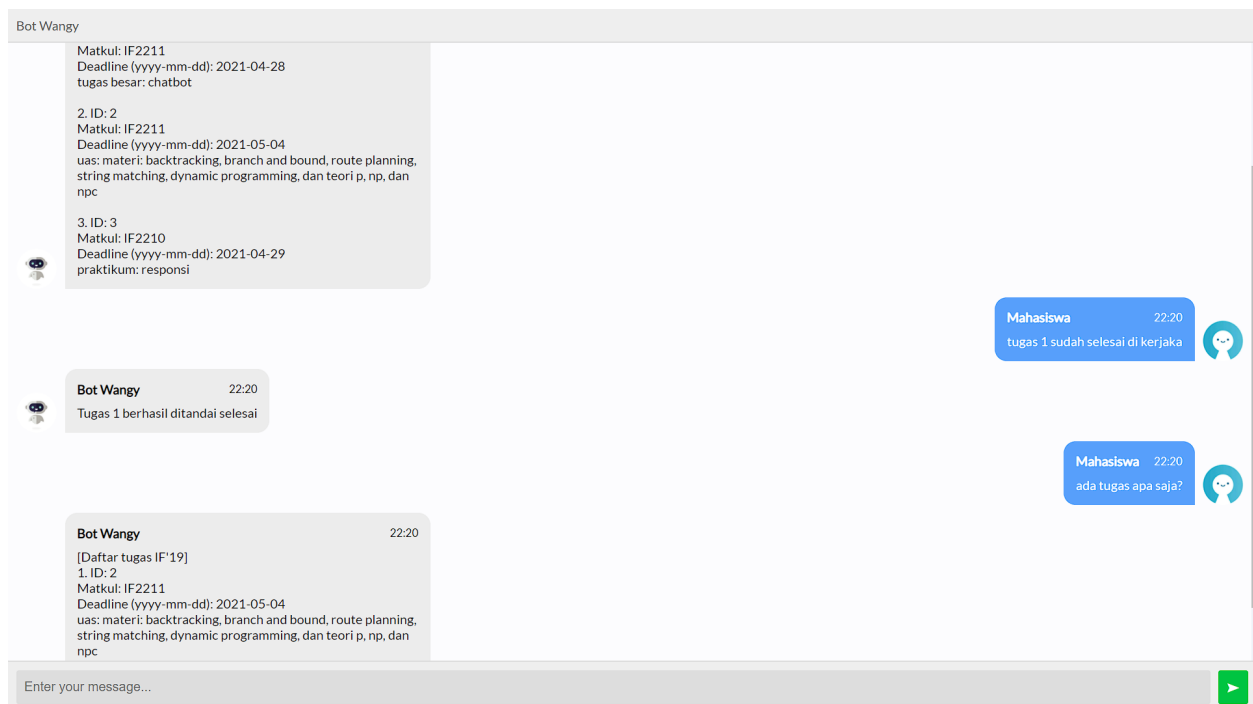 Bot Wangy
Matkul: IF2211
Deadline (yyyy-mm-dd): 2021-04-28
tugas besar: chatbot
2. ID: 2
Matkul: IF2211
Deadline (yyyy-mm-dd): 2021-05-04
uas: materi: backtracking, branch and bound, route planning,
string matching, dynamic programming, dan teori p, np, dan
npc
3. ID: 3
Matkul: IF2210
Deadline (yyyy-mm-dd): 2021-04-29
praktikum: responsi
Mahasiswa 22:20
tugas 1 sudah selesai di kerjaka
Bot Wangy 22:20
Tugas 1 berhasil ditandai selesai
Mahasiswa 22:20
ada tugas apa saja?
Bot Wangy 22:20
[Daftar tugas IF'19]
1. ID: 2
Matkul: IF2211
Deadline (yyyy-mm-dd): 2021-05-04
uas: materi: backtracking, branch and bound, route planning,
string matching, dynamic programming, dan teori p, np, dan
npc
Enter your message...